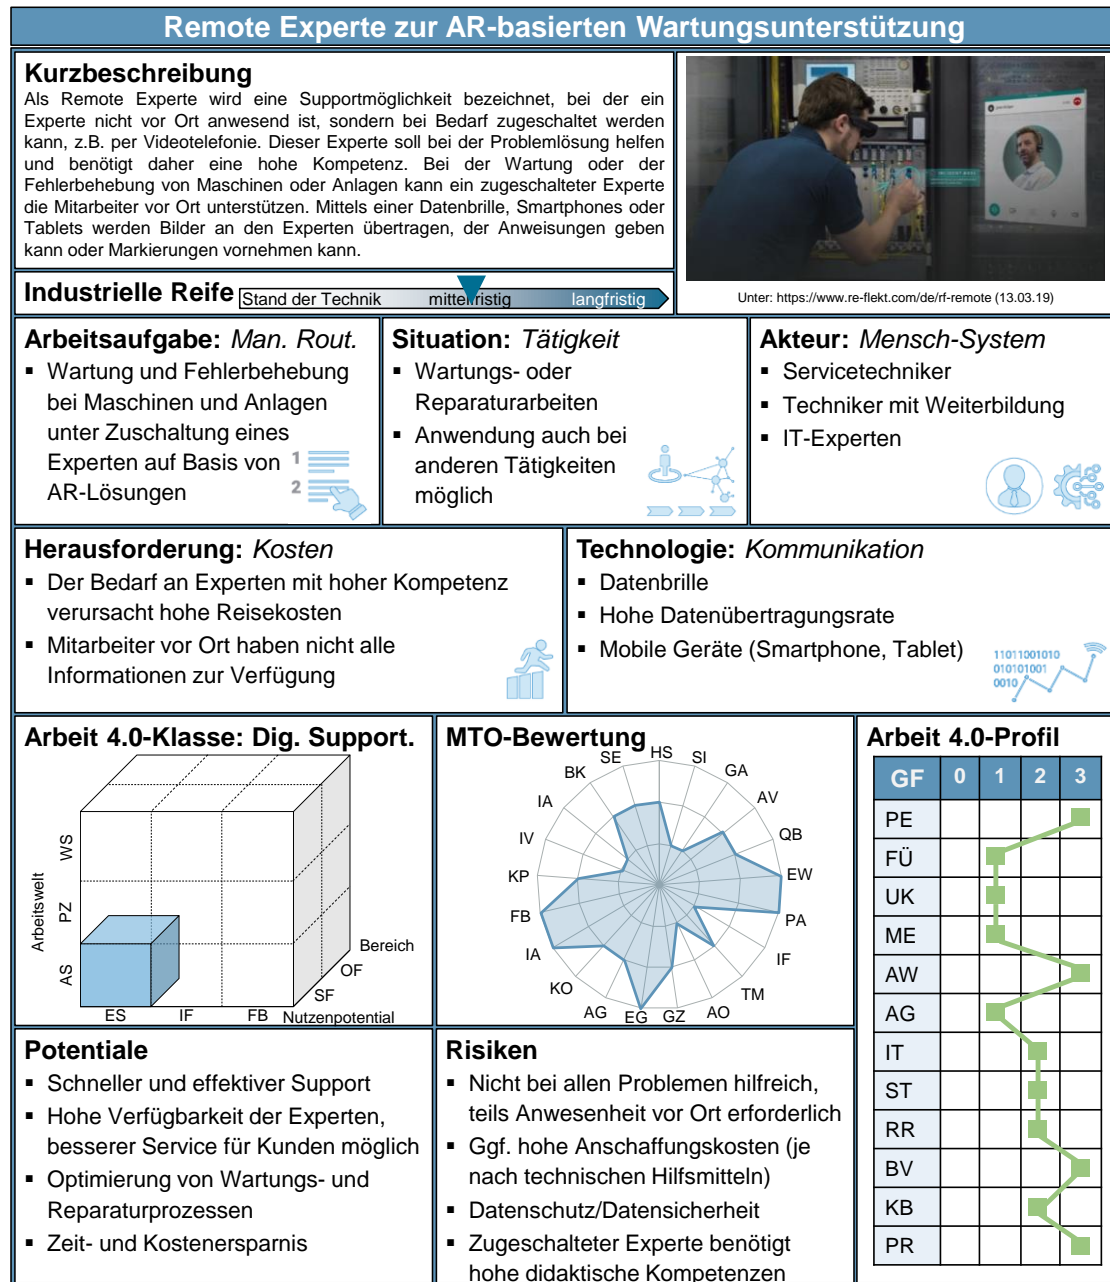 Remote Experte zur AR-basierten Wartungsunterstützung
Kurzbeschreibung
Als Remote Experte wird eine Supportmöglichkeit bezeichnet, bei der ein
Experte nicht vor Ort anwesend ist, sondern bei Bedarf zugeschaltet werden
kann, z.B. per Videotelefonie. Dieser Experte soll bei der Problemlösung helfen
und benötigt daher eine hohe Kompetenz. Bei der Wartung oder der
Fehlerbehebung von Maschinen oder Anlagen kann ein zugeschalteter Experte
die Mitarbeiter vor Ort unterstützen. Mittels einer Datenbrille, Smartphones oder
Tablets werden Bilder an den Experten übertragen, der Anweisungen geben
kann oder Markierungen vornehmen kann.
Unter: https://www.re-flekt.com/de/rf-remote (13.03.19)
Industrielle Reife
Stand der Technik mittelfristig langfristig
Arbeitsaufgabe: Man. Rout.
▪ Wartung und Fehlerbehebung
bei Maschinen und Anlagen
unter Zuschaltung eines
Experten auf Basis von
AR-Lösungen
1
2
Situation: Tätigkeit
▪ Wartungs- oder
Reparaturarbeiten
▪ Anwendung auch bei
anderen Tätigkeiten
möglich
Akteur: Mensch-System
▪ Servicetechniker
▪ Techniker mit Weiterbildung
▪ IT-Experten
Herausforderung: Kosten
▪ Der Bedarf an Experten mit hoher Kompetenz
verursacht hohe Reisekosten
▪ Mitarbeiter vor Ort haben nicht alle
Informationen zur Verfügung
Technologie: Kommunikation
▪ Datenbrille
▪ Hohe Datenübertragungsrate
▪ Mobile Geräte (Smartphone, Tablet)
11011001010
010101001
0010
Arbeit 4.0-Klasse: Dig. Support.
Arbeitswelt
WS
PZ
AS
ES IF FB Nutzenpotential
SF
OF
Bereich
MTO-Bewertung
HS
SI
GA
AV
QB
EW
PA
IF
TM
AO
GZ
EG
AG
KO
IA
FB
KP
IV
IA
BK
SE
Arbeit 4.0-Profil
GF 0 1 2 3
PE
FÜ
UK
ME
AW
AG
IT
ST
RR
BV
KB
PR
Potentiale
▪ Schneller und effektiver Support
▪ Hohe Verfügbarkeit der Experten,
besserer Service für Kunden möglich
▪ Optimierung von Wartungs- und
Reparaturprozessen
▪ Zeit- und Kostenersparnis
Risiken
▪ Nicht bei allen Problemen hilfreich,
teils Anwesenheit vor Ort erforderlich
▪ Ggf. hohe Anschaffungskosten (je
nach technischen Hilfsmitteln)
▪ Datenschutz/Datensicherheit
▪ Zugeschalteter Experte benötigt
hohe didaktische Kompetenzen